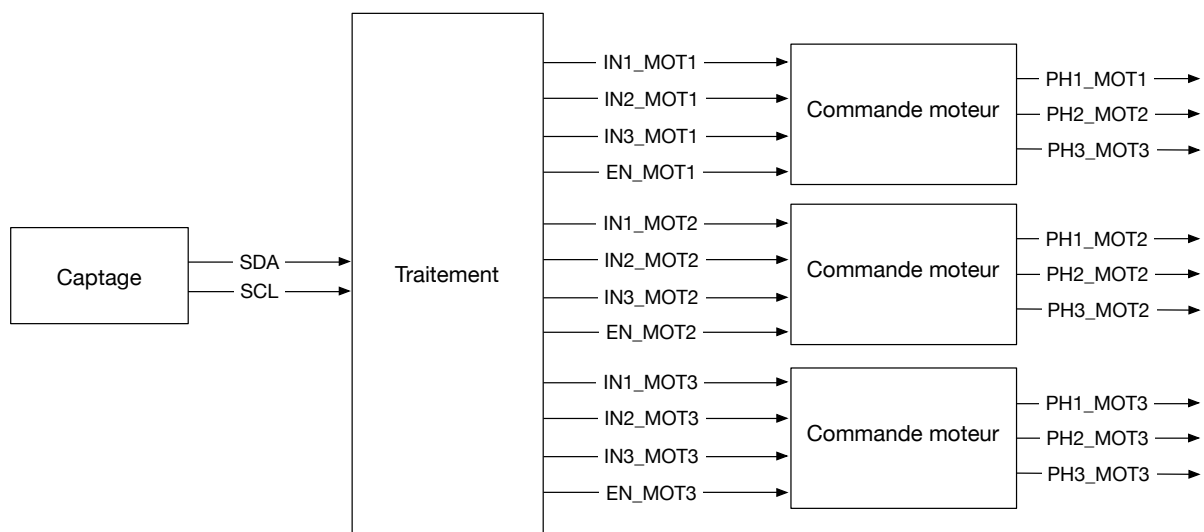 Captage
SDA
SCL
Traitement
IN1_MOT1
IN2_MOT1
IN3_MOT1
EN_MOT1
IN1_MOT2
IN2_MOT2
IN3_MOT2
EN_MOT2
IN1_MOT3
IN2_MOT3
IN3_MOT3
EN_MOT3
Commande moteur
PH1_MOT1
PH2_MOT2
PH3_MOT3
Commande moteur
PH1_MOT2
PH2_MOT2
PH3_MOT2
Commande moteur
PH1_MOT3
PH2_MOT3
PH3_MOT3